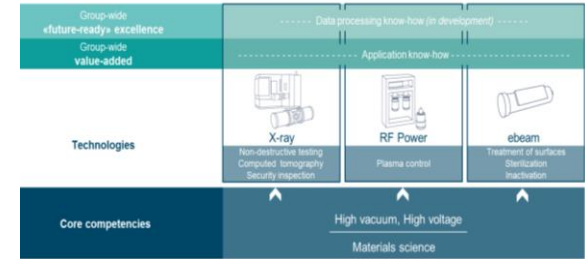 Group-wide
«future-ready» excellence
Data processing know-how (in development)
Group-wide
value-added
Application know-how
Technologies
X-ray
Non-destructive testing
Computed tomography
Security inspection
RF Power
Plasma control
ebeam
Treatment of surfaces
Sterilization
Inactivation
Core competencies
High vacuum, High voltage
Materials science